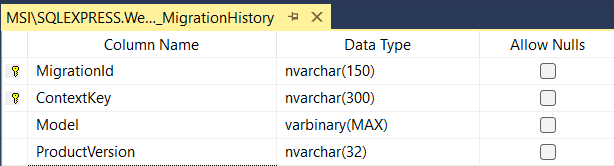 MSI\SQLEXPRESS.We..._MigrationHistory
Column Name Data Type Allow Nulls
MigrationId nvarchar(150)
ContextKey nvarchar(300)
Model varbinary(MAX)
ProductVersion nvarchar(32)